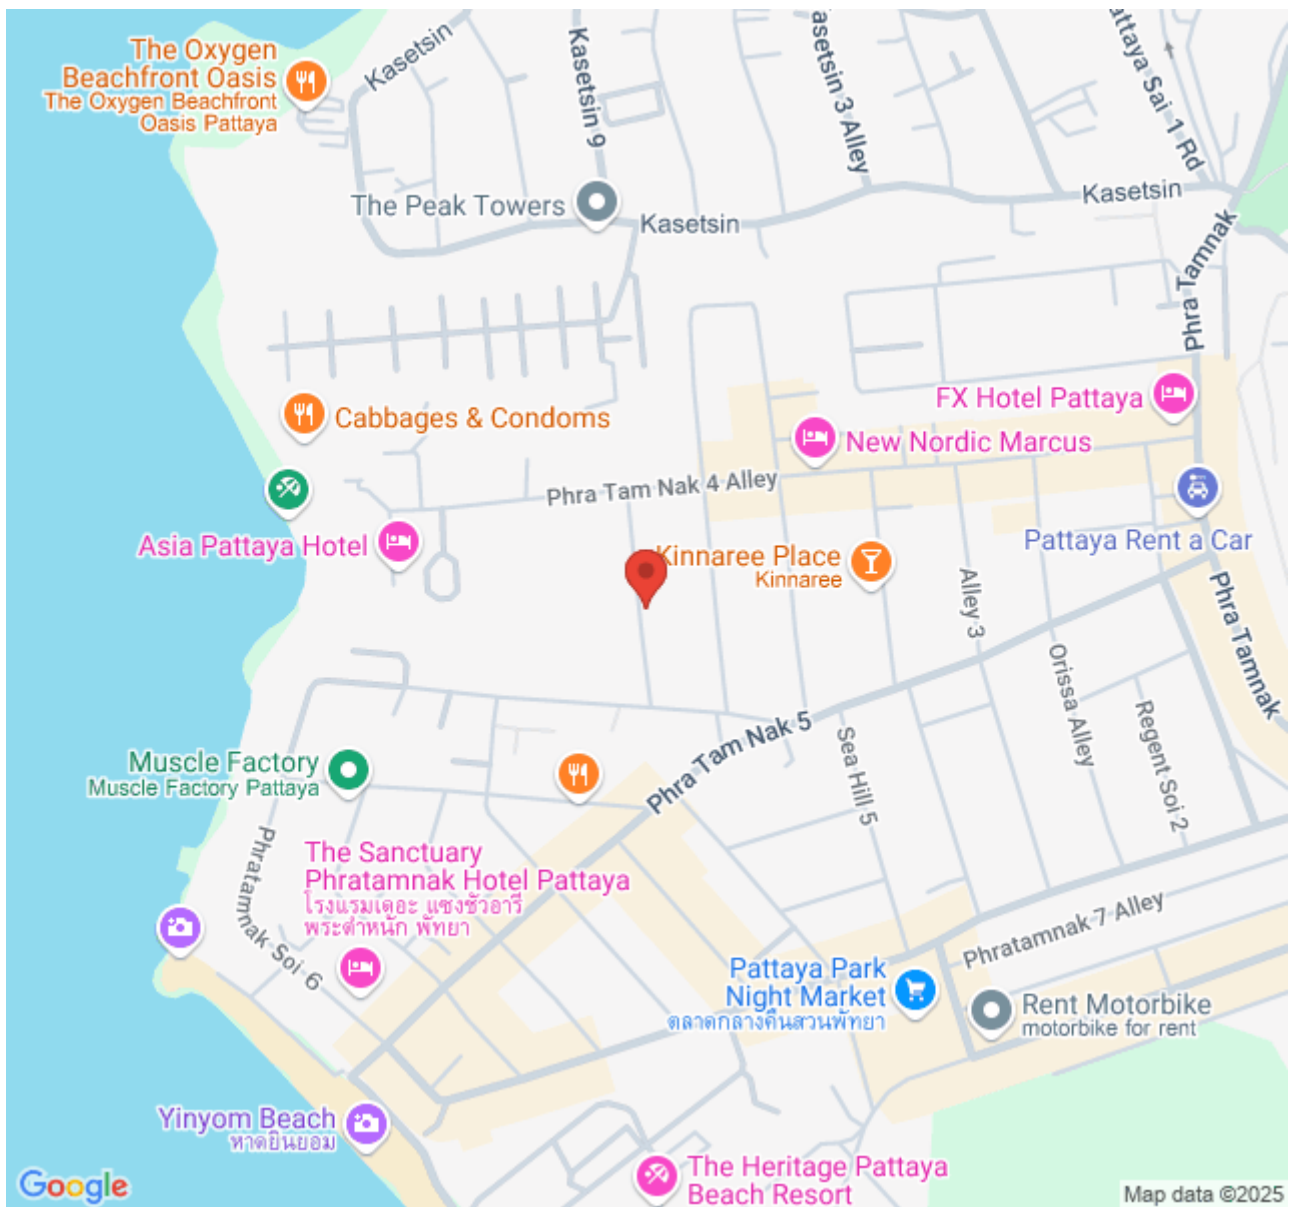 The Oxygen
Beachfront Oasis
The Oxygen Beachfront
Oasis Pattaya
Kasetsin
Kasetsin 9
asetsin 3 Alley
attaya Sai 1 Rd
The Peak Towers
Kasetsin
Kasetsin
Phra Tamnak
Cabbages & Condoms
FX Hotel Pattaya
New Nordic Marcus
Phra Tam Nak 4 Alley
Asia Pattaya Hotel
Pattaya Rent a Car
Kinnaree Place
Kinnaree
Alley 3
Phra Tamnak
Orissa Alley
Regent Soi 2
Phra Tam Nak 5
Sea Hill 5
Muscle Factory
Muscle Factory Pattaya
Phratamnak Soi 6
The Sanctuary
Phratamnak Hotel Pattaya
โรงแรมเดอะ แซงชัวอารี
พระตำหนัก พัทยา
Phratamnak 7 Alley
Pattaya Park
Night Market
ตลาดกลางคืนสวนพัทยา
Rent Motorbike
motorbike for rent
Yinyom Beach
หาดยินยอม
The Heritage Pattaya
Beach Resort
Google
Map data ©2025